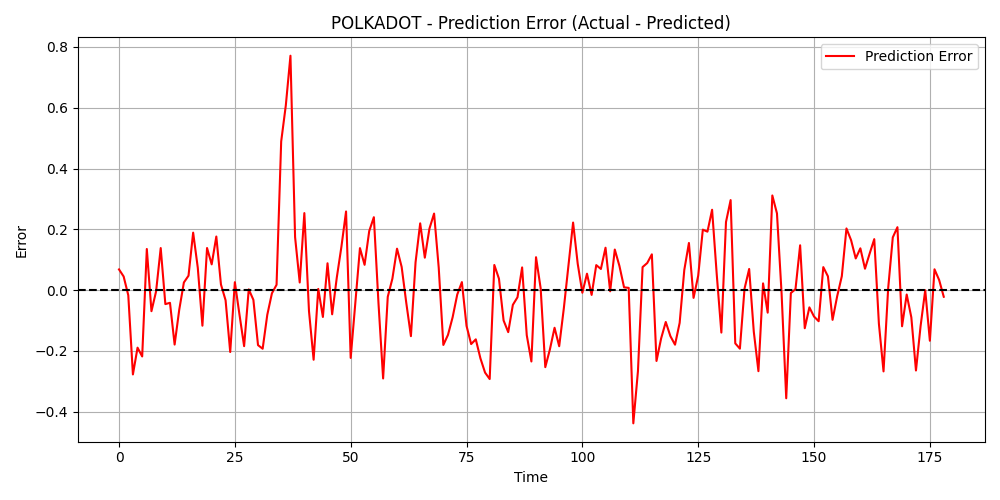 POLKADOT - Prediction Error (Actual - Predicted)
Prediction Error
Error
0.8
0.6
0.4
0.2
0.0
−0.2
−0.4
0 25 50 75 100 125 150 175
Time